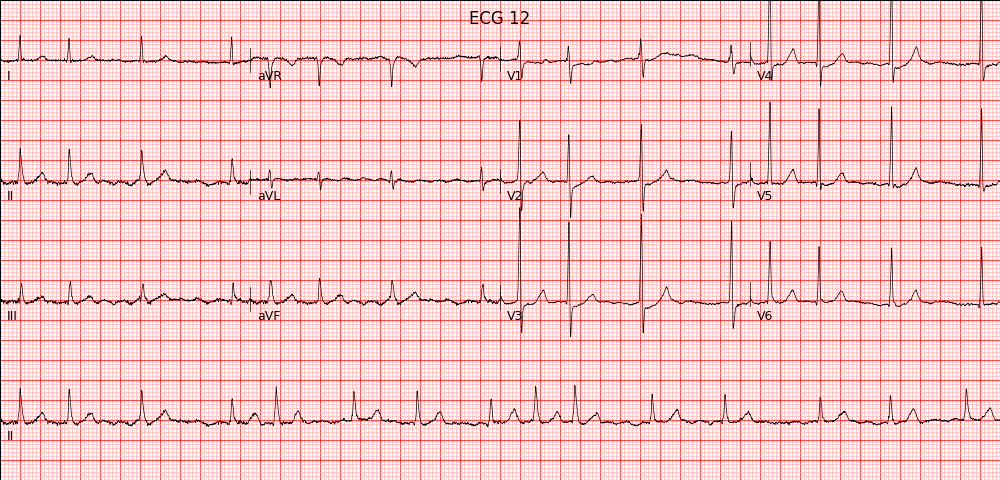 ECG 12
I aVR V1 V4
II aVL V2 V5
III aVF V3 V6
II